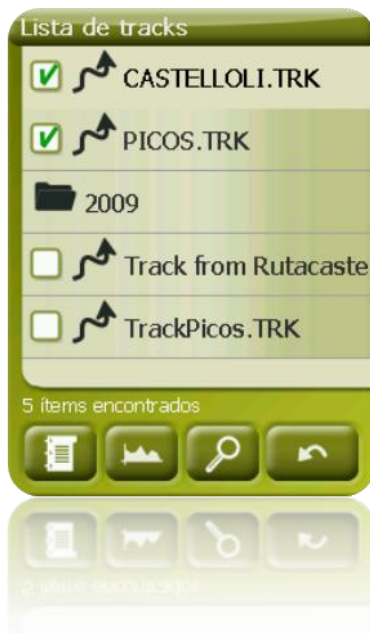 Lista de tracks
CASTELLOLI.TRK
PICOS.TRK
2009
Track from Rutacaste
TrackPicos.TRK
5 ítems encontrados